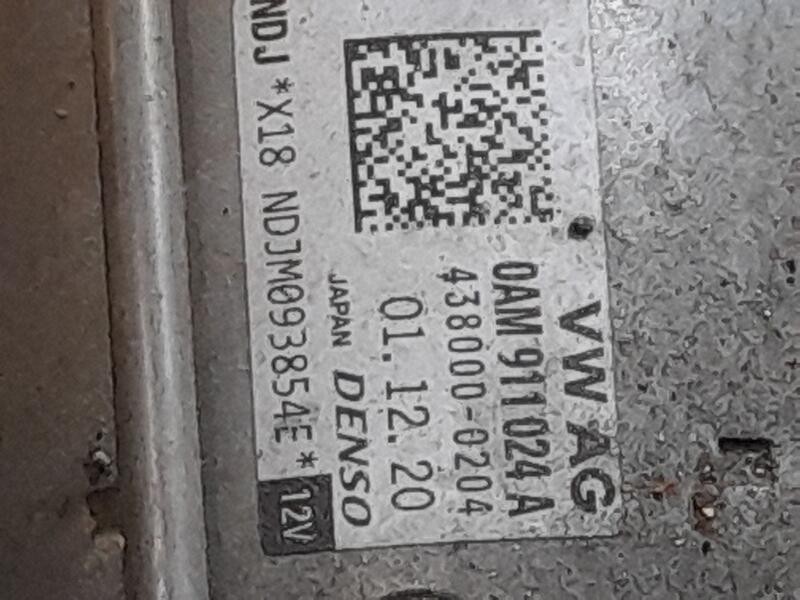 VW AG
0AM 911 024 A
438000-0204
01.12.20
JAPAN DENSO
NDJ *X18 NDJM093854E*
12V